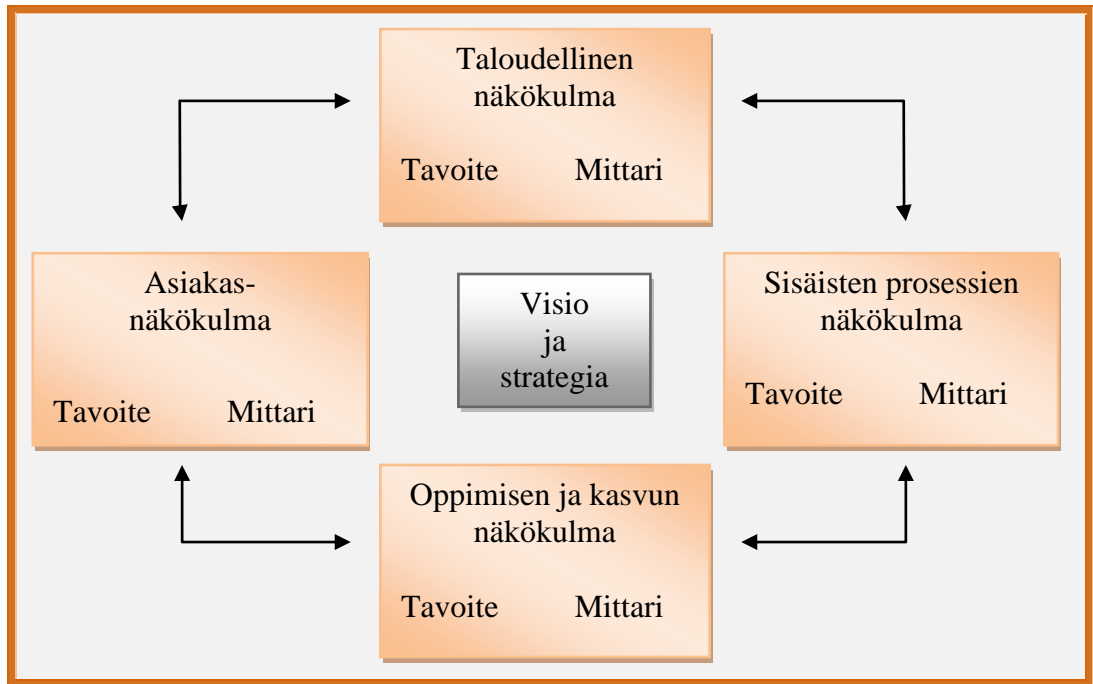 Taloudellinen
näkökulma
Tavoite Mittari
Asiakas-
näkökulma
Tavoite Mittari
Visio
ja
strategia
Sisäisten prosessien
näkökulma
Tavoite Mittari
Oppimisen ja kasvun
näkökulma
Tavoite Mittari